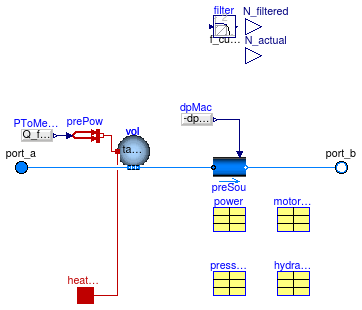 filter
N_filtered
2
f_cu...
N_actual
dpMac
-dp...
PToMe...
prePow
Q_f...
vol
ta...
port_a
port_b
preSou
power
motor...
heat...
press...
hydra...